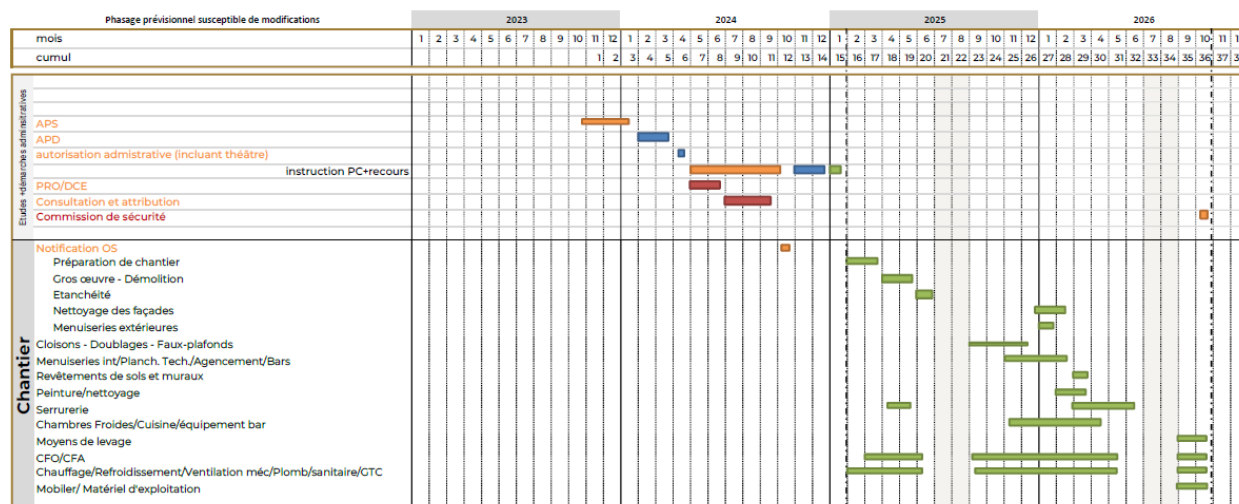 Phasage prévisionnel susceptible de modifications 2023 2024 2025 2026
mois 1 2 3 4 5 6 7 8 9 10 11 12 1 2 3 4 5 6 7 8 9 10 11 12 1 2 3 4 5 6 7 8 9 10 11 12 1 2 3 4 5 6 7 8 9 10 11
cumul 1 2 3 4 5 6 7 8 9 10 11 12 13 14 15 16 17 18 19 20 21 22 23 24 25 26 27 28 29 30 31 32 33 34 35 36 37
Etudes +démarches adminsitratives
APS
APD
autorisation admistrative (incluant théâtre)
instruction PC+recours
PRO/DCE
Consultation et attribution
Commission de sécurité
Chantier
Notification OS
Préparation de chantier
Gros œuvre - Démolition
Etanchéité
Nettoyage des façades
Menuiseries extérieures
Cloisons - Doublages - Faux-plafonds
Menuiseries int/Planch. Tech./Agencement/Bars
Revêtements de sols et muraux
Peinture/nettoyage
Serrurerie
Chambres Froides/Cuisine/équipement bar
Moyens de levage
CFO/CFA
Chauffage/Refroidissement/Ventilation méc/Plomb/sanitaire/GTC
Mobiler/ Matériel d'exploitation